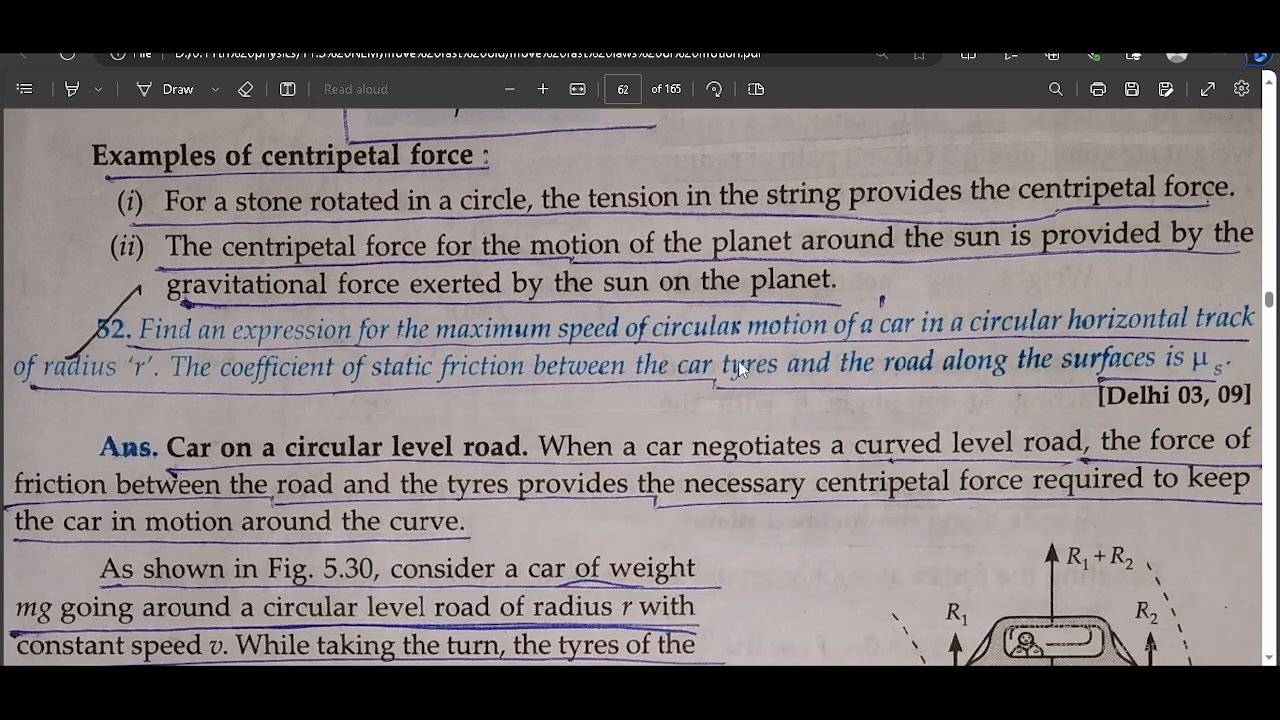 Draw
Read aloud
62
of 165
Examples of centripetal force :
(i) For a stone rotated in a circle, the tension in the string provides the centripetal force.
(ii) The centripetal force for the motion of the planet around the sun is provided by the
gravitational force exerted by the sun on the planet.
52. Find an expression for the maximum speed of circular motion of a car in a circular horizontal track
of radius 'r'. The coefficient of static friction between the car tyres and the road along the surfaces is μs.
[Delhi 03, 09]
Ans. Car on a circular level road. When a car negotiates a curved level road, the force of
friction between the road and the tyres provides the necessary centripetal force required to keep
the car in motion around the curve.
As shown in Fig. 5.30, consider a car of weight
mg going around a circular level road of radius r with
constant speed v. While taking the turn, the tyres of the
R1 + R2
R1
R2